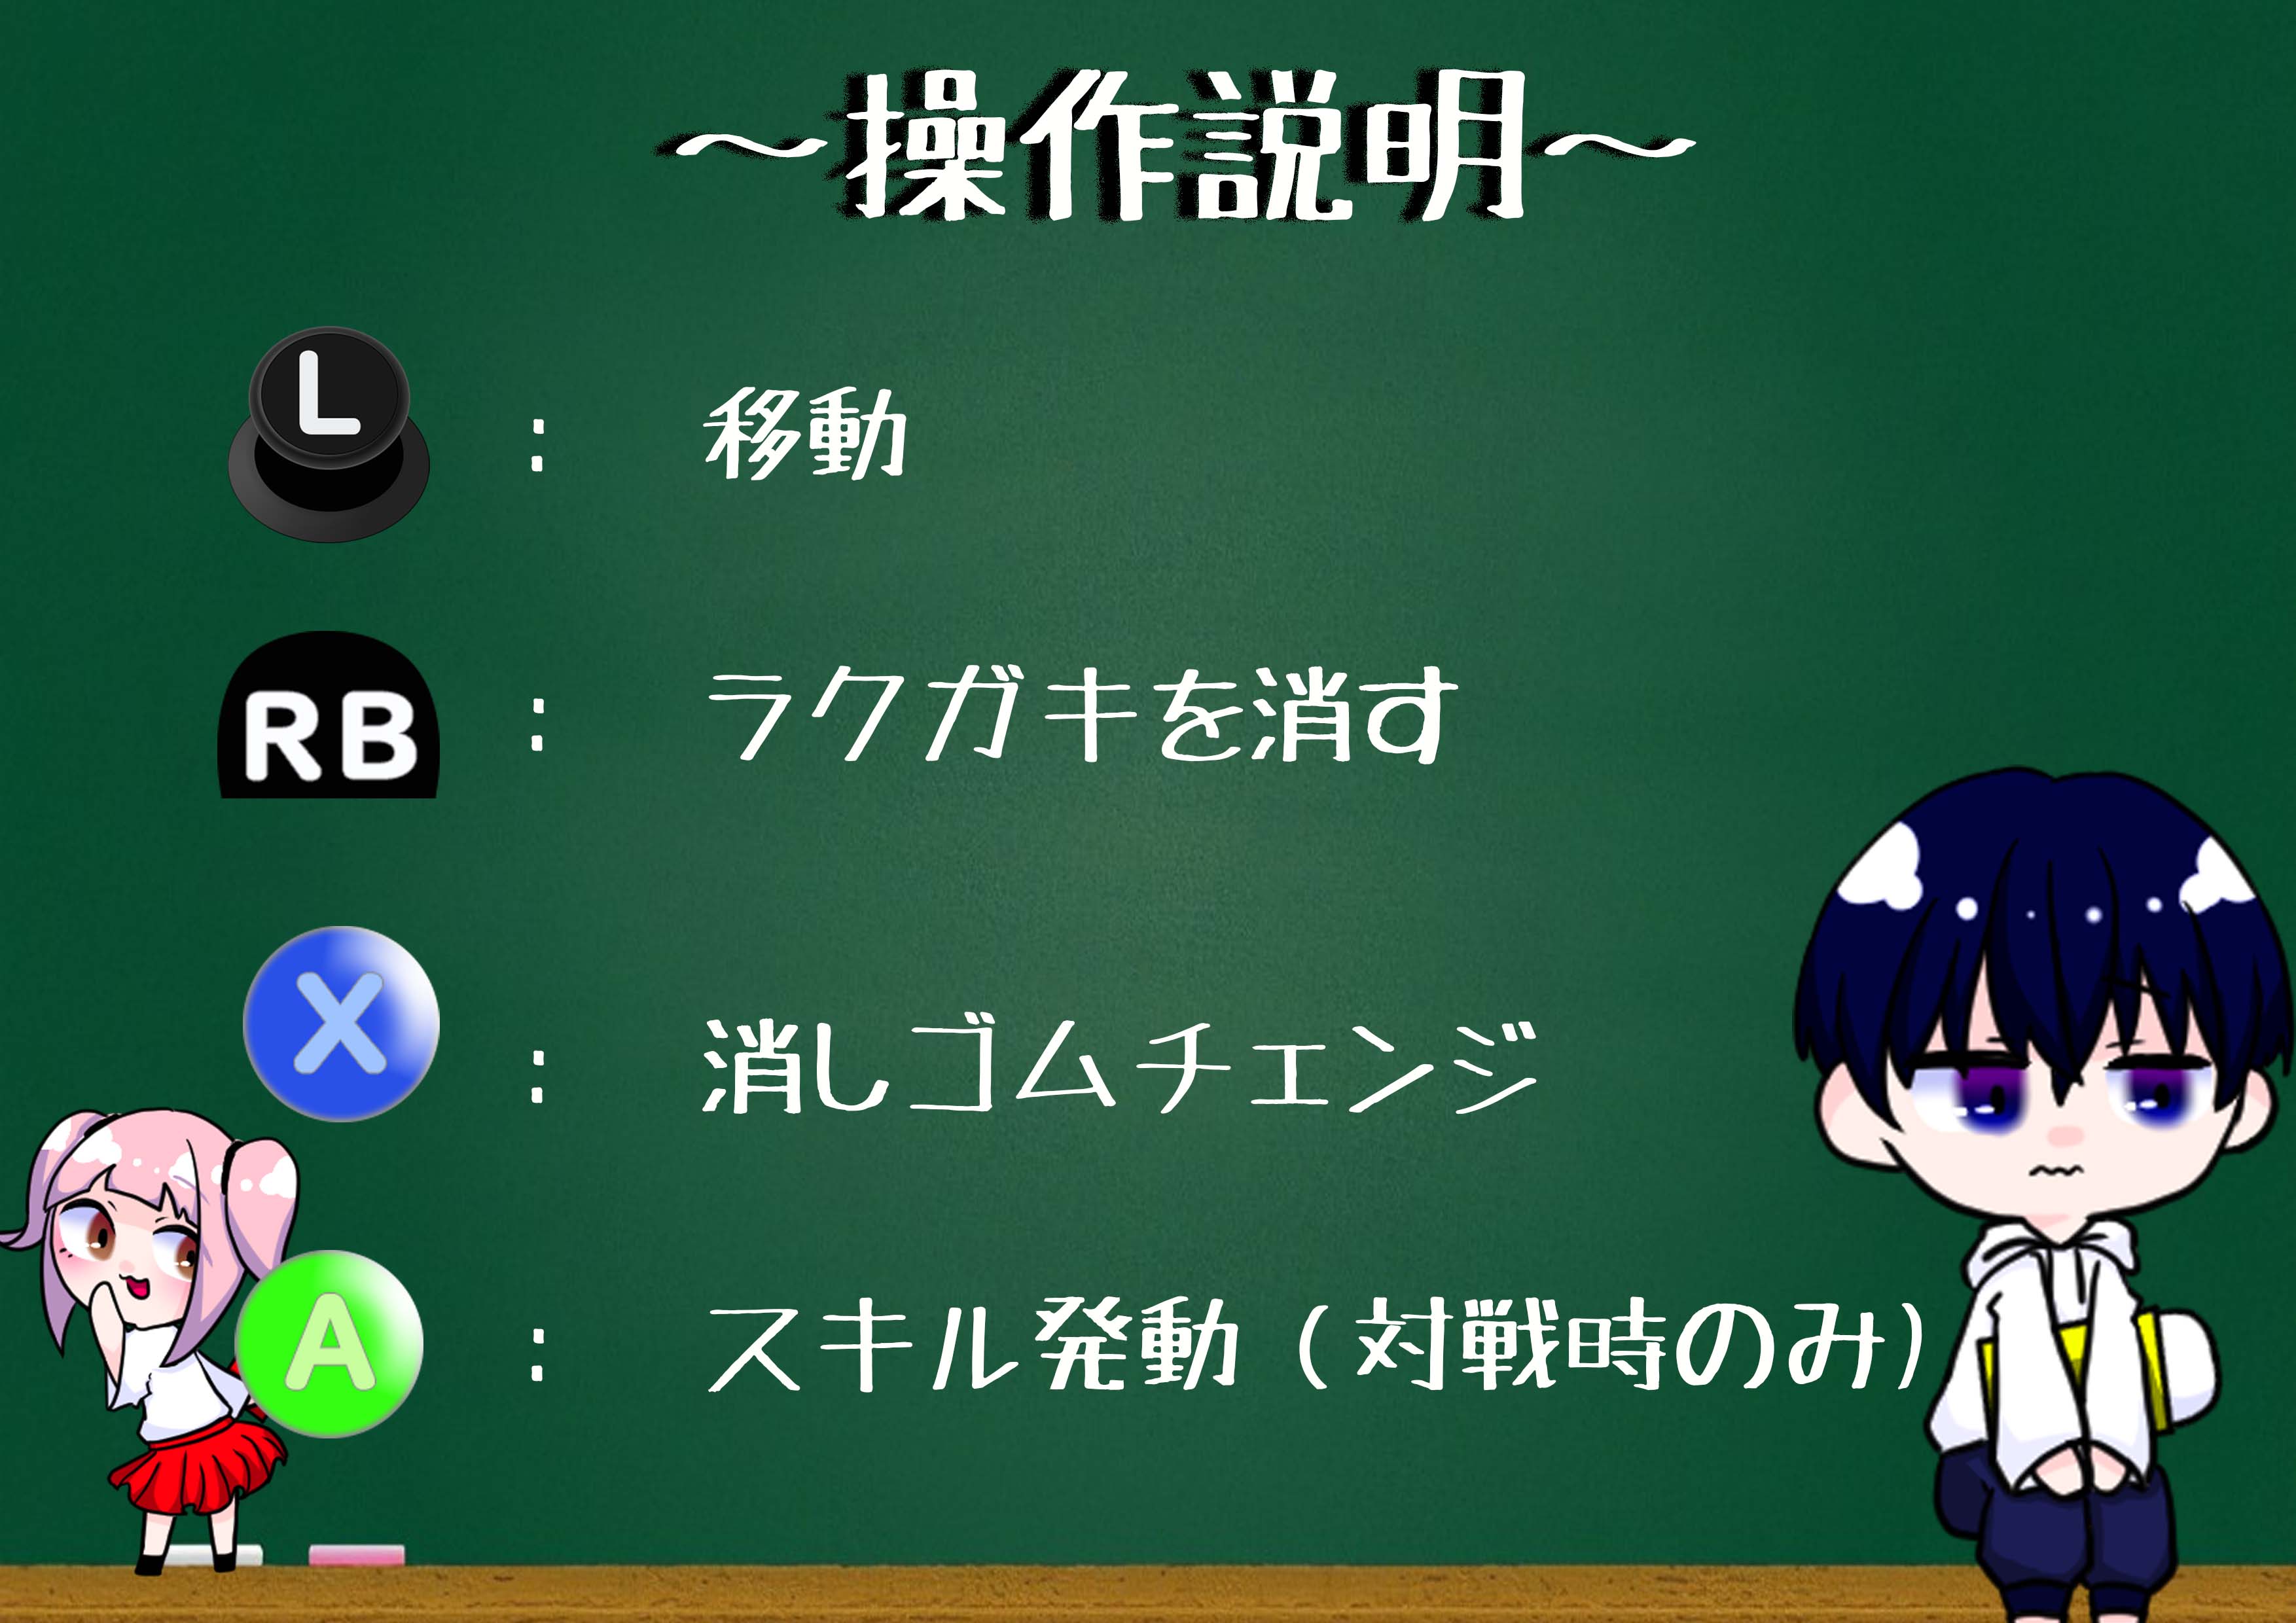 ～操作説明～
L : 移動
RB : ラクガキを消す
X : 消しゴムチェンジ
A : スキル発動（対戦時のみ）